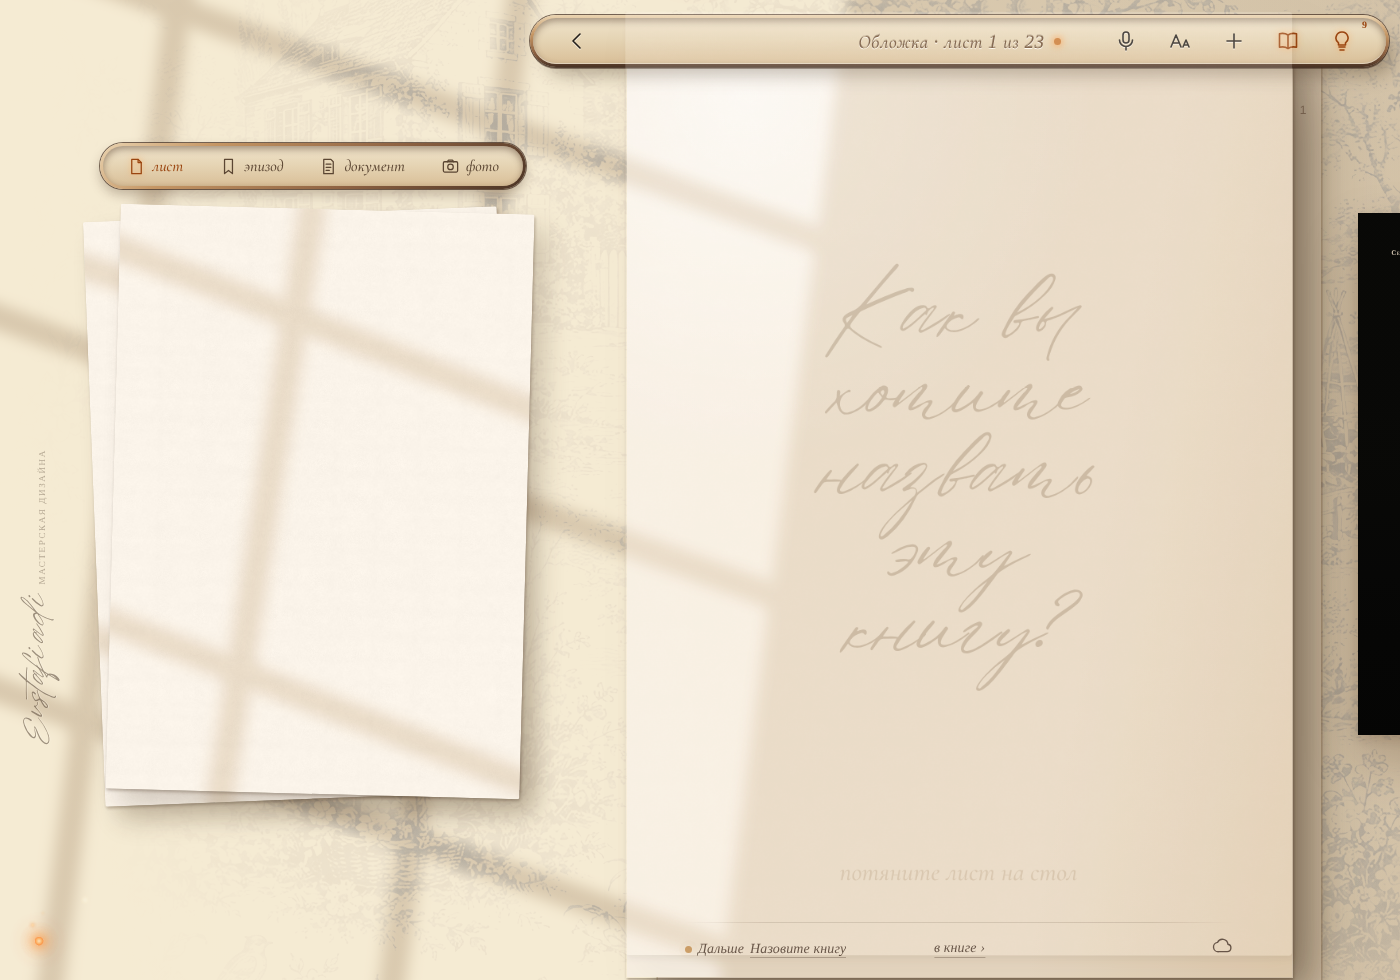 Обложка · лист 1 из 23
9
1
лист
эпизод
документ
фото
Как вы
хотите
назвать
эту
книгу?
потяните лист на стол
Дальше Назовите книгу
в книге ›
Evstafiadi МАСТЕРСКАЯ ДИЗАЙНА